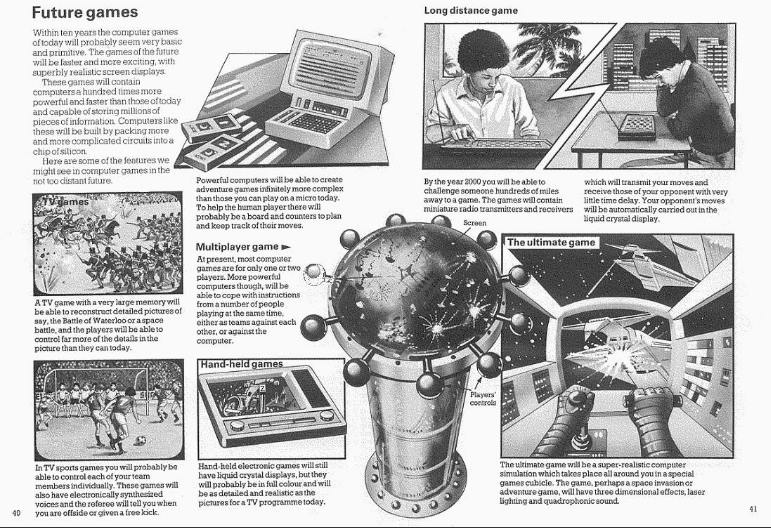 Future games
Within ten years the computer games
of today will probably seem very basic
and primitive. The games of the future
will be faster and more exciting, with
superbly realistic screen displays.
These games will contain
computers a hundred times more
powerful and faster than those of today
and capable of storing millions of
pieces of information. Computers like
these will be built by packing more
and more complicated circuits into a
chip of silicon.
Here are some of the features we
might see in computer games in the
not too distant future.
TV games
A TV game with a very large memory will
be able to reconstruct detailed pictures of
say, the Battle of Waterloo or a space
battle, and the players will be able to
control far more of the details in the
picture than they can today.
In TV sports games you will probably be
able to control each of your team
members individually. These games will
also have electronically synthesized
voices and the referee will tell you when
you are offside or given a free kick.
40
Powerful computers will be able to create
adventure games infinitely more complex
than those you can play on a micro today.
To help the human player there will
probably be a board and counters to plan
and keep track of their moves.
Multiplayer game ►
At present, most computer
games are for only one or two
players. More powerful
computers though, will be
able to cope with instructions
from a number of people
playing at the same time,
either as teams against each
other, or against the
computer.
Hand-held games
Hand-held electronic games will still
have liquid crystal displays, but they
will probably be in full colour and will
be as detailed and realistic as the
pictures for a TV programme today.
Long distance game
By the year 2000 you will be able to
challenge someone hundreds of miles
away to a game. The games will contain
miniature radio transmitters and receivers
which will transmit your moves and
receive those of your opponent with very
little time delay. Your opponent's moves
will be automatically carried out in the
liquid crystal display.
Screen
Players'
controls
The ultimate game
The ultimate game will be a super-realistic computer
simulation which takes place all around you in a special
games cubicle. The game, perhaps a space invasion or
adventure game, will have three dimensional effects, laser
lighting and quadrophonic sound.
41